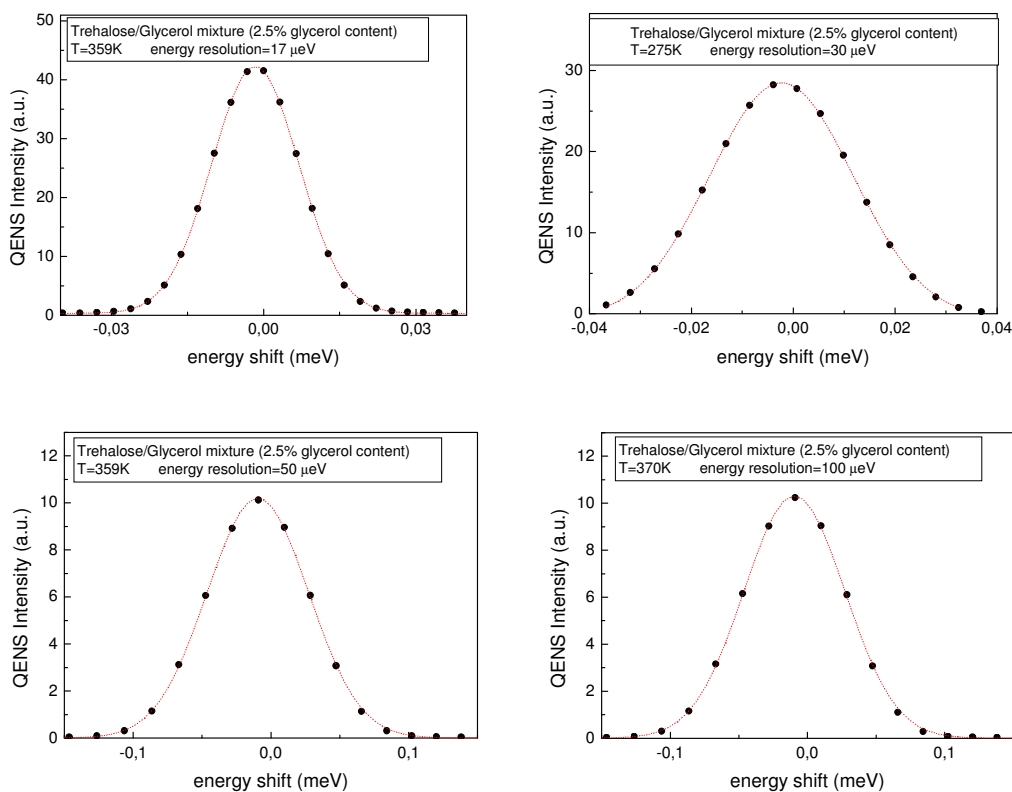 Trehalose/Glycerol mixture (2.5% glycerol content)
T=359K energy resolution=17 μeV
50
40
30
20
10
0
QENS Intensity (a.u.)
-0,03 0,00 0,03
energy shift (meV)
Trehalose/Glycerol mixture (2.5% glycerol content)
T=275K energy resolution=30 μeV
30
20
10
0
QENS Intensity (a.u.)
-0,04 -0,02 0,00 0,02 0,04
energy shift (meV)
Trehalose/Glycerol mixture (2.5% glycerol content)
T=359K energy resolution=50 μeV
12
10
8
6
4
2
0
QENS Intensity (a.u.)
-0,1 0,0 0,1
energy shift (meV)
Trehalose/Glycerol mixture (2.5% glycerol content)
T=370K energy resolution=100 μeV
12
10
8
6
4
2
0
QENS Intensity (a.u.)
-0,1 0,0 0,1
energy shift (meV)